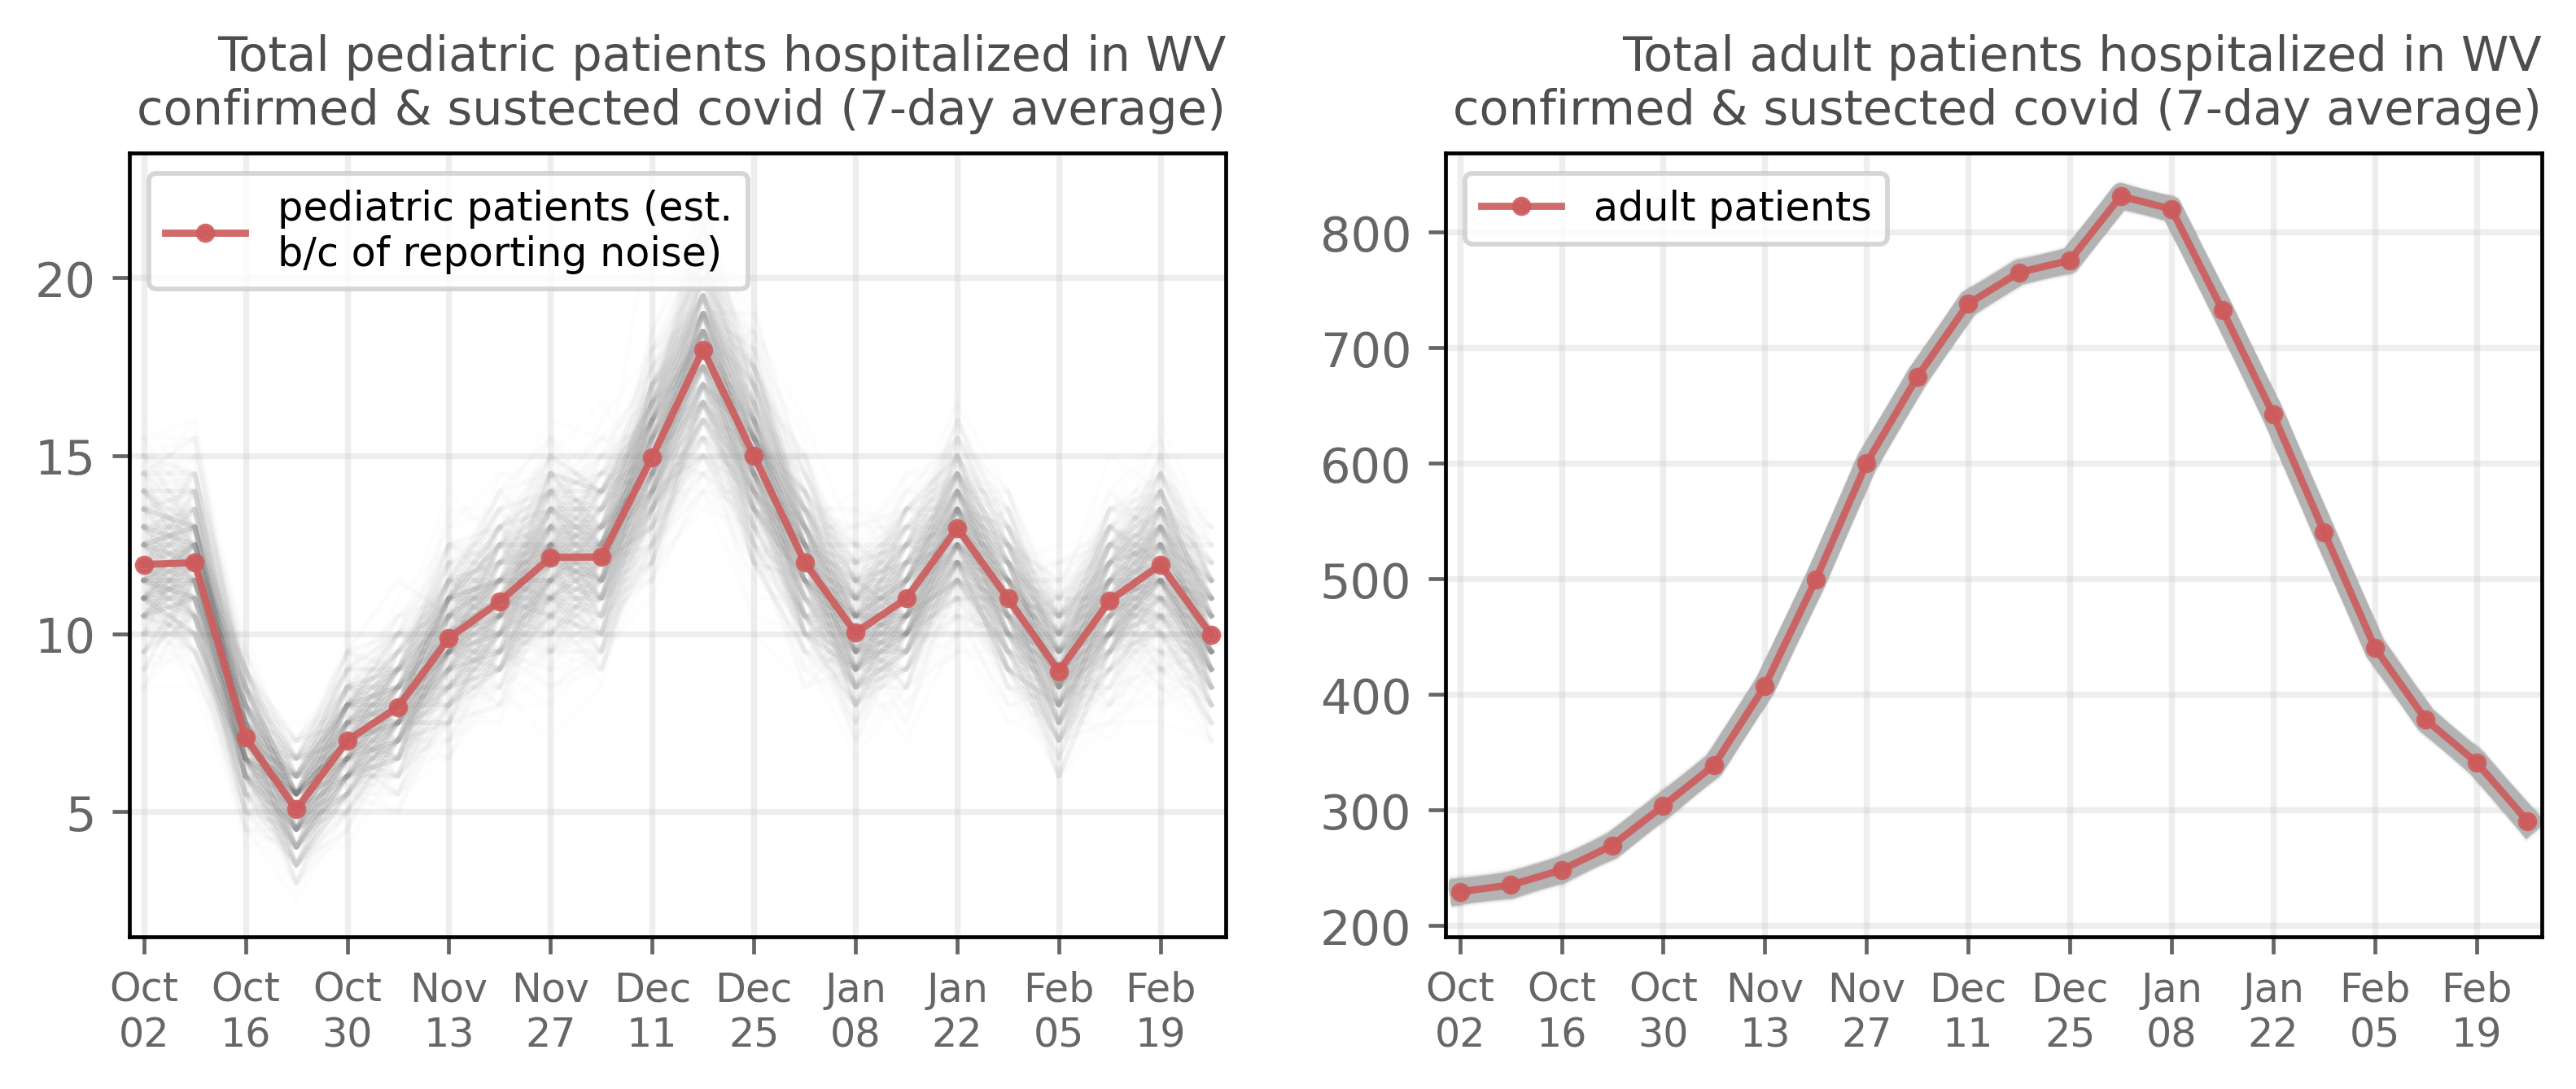 Total pediatric patients hospitalized in WV
confirmed & sustected covid (7-day average)
pediatric patients (est.
b/c of reporting noise)
20
15
10
5
Oct Oct Oct Nov Nov Dec Dec Jan Jan Feb Feb
02 16 30 13 27 11 25 08 22 05 19
Total adult patients hospitalized in WV
confirmed & sustected covid (7-day average)
adult patients
800
700
600
500
400
300
200
Oct Oct Oct Nov Nov Dec Dec Jan Jan Feb Feb
02 16 30 13 27 11 25 08 22 05 19